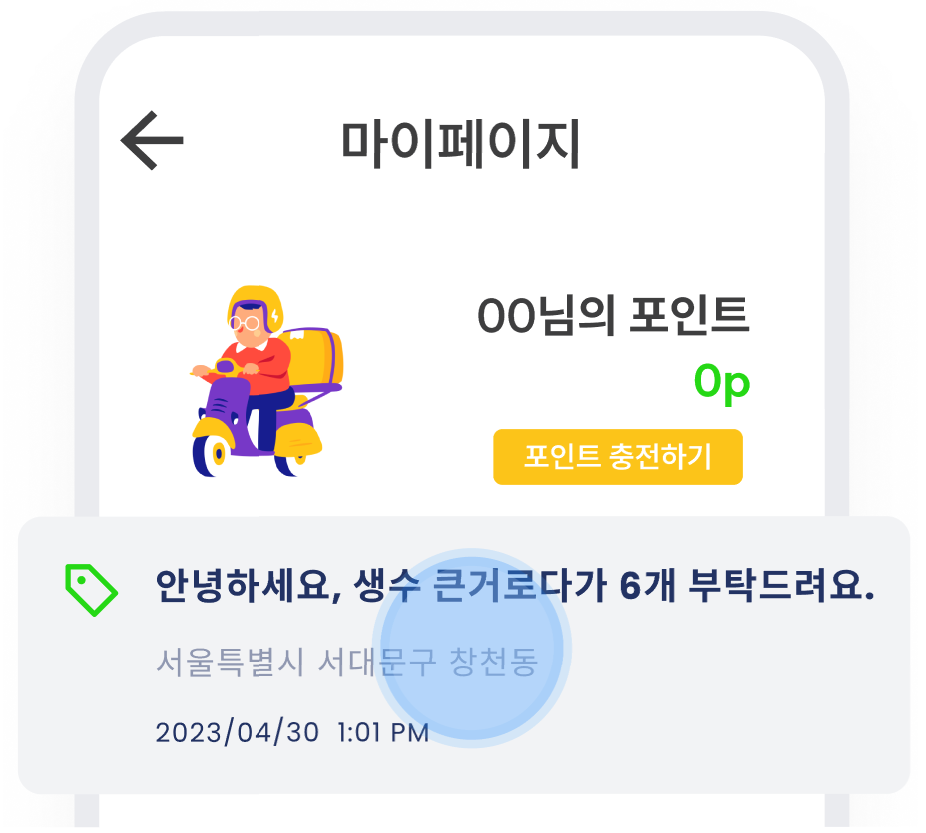 마이페이지
00님의 포인트
0p
포인트 충전하기
안녕하세요, 생수 큰거로다가 6개 부탁드려요.
서울특별시 서대문구 창천동
2023/04/30 1:01 PM